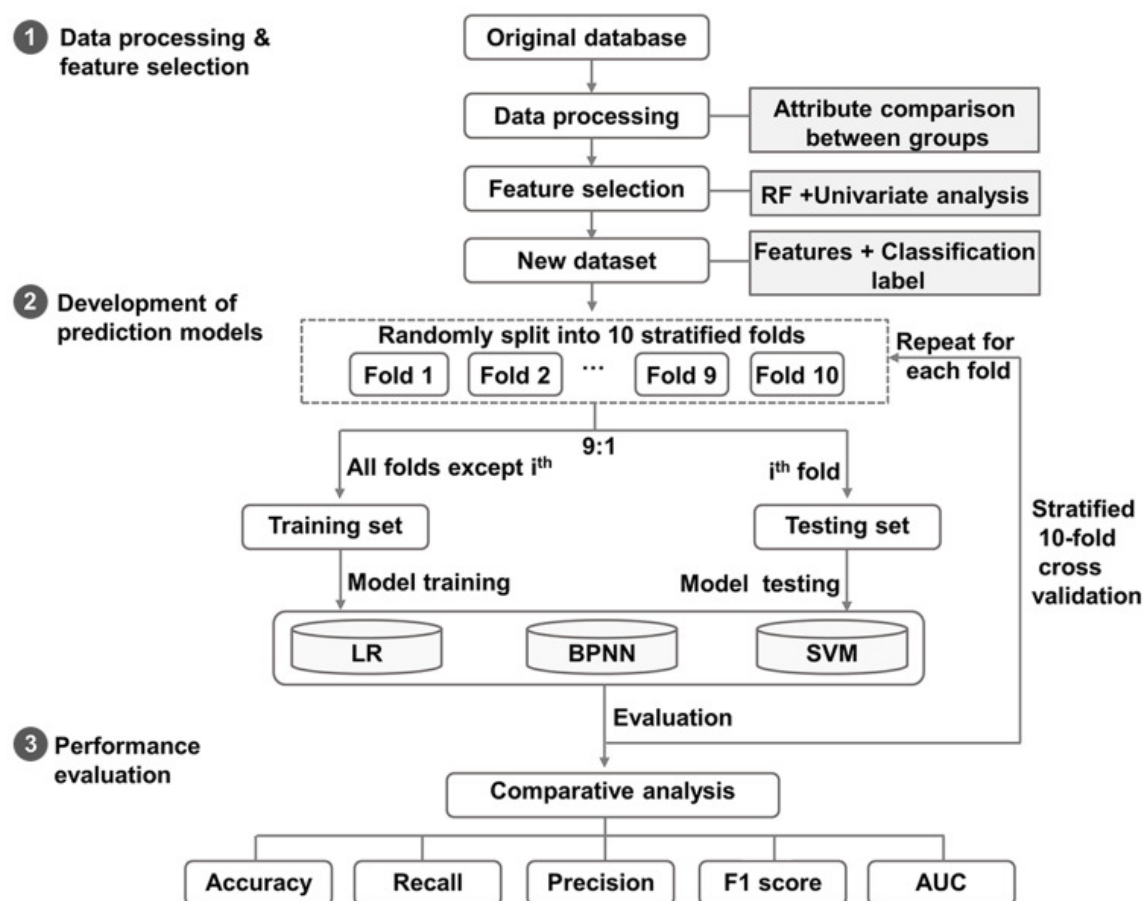 1 Data processing &
feature selection
Original database
Data processing
Attribute comparison
between groups
Feature selection
RF +Univariate analysis
New dataset
Features + Classification
label
2 Development of
prediction models
Randomly split into 10 stratified folds
Fold 1 Fold 2 ... Fold 9 Fold 10
Repeat for
each fold
9:1
All folds except ith
ith fold
Training set
Testing set
Stratified
10-fold
cross
validation
Model training
Model testing
LR BPNN SVM
Evaluation
3 Performance
evaluation
Comparative analysis
Accuracy Recall Precision F1 score AUC